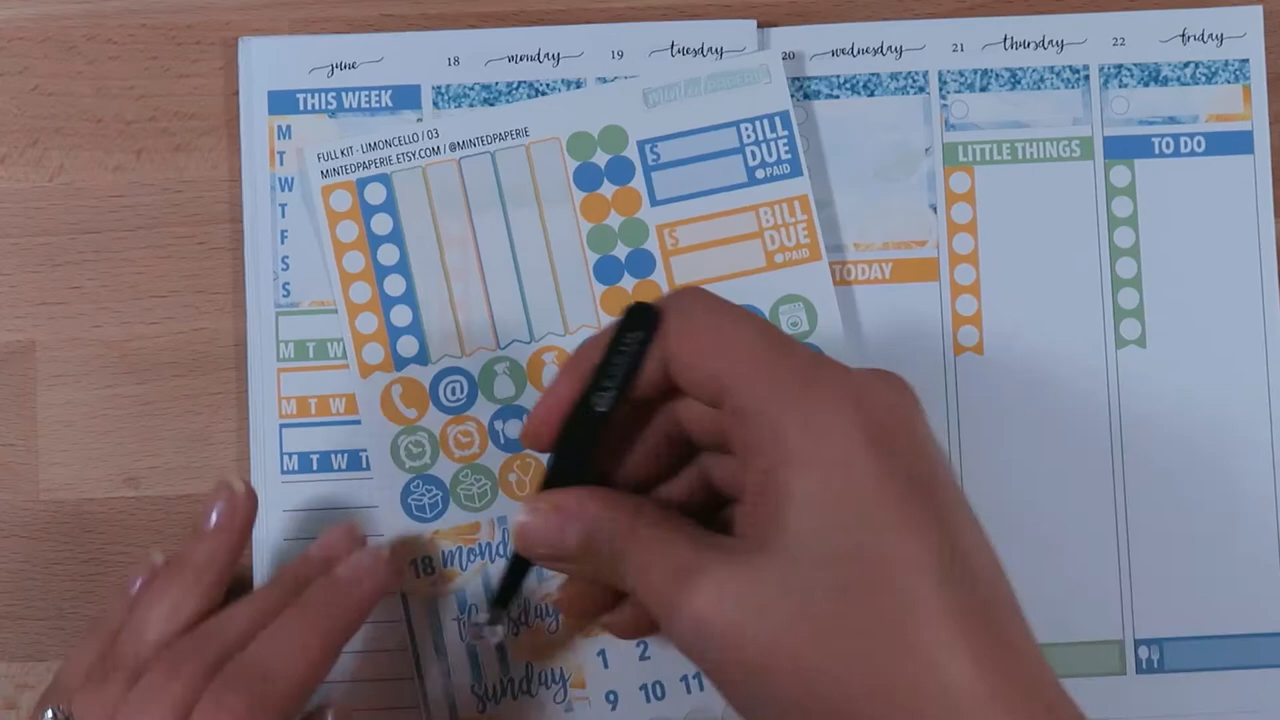 june 18 monday 19 tuesday 20 wednesday 21 thursday 22 friday
THIS WEEK
M
T
W
T
F
S
S
M T W
M T W
M T W T
FULL KIT - LIMONCELLO / 03
MINTEDPAPERIE.ETSY.COM / @MINTEDPAPERIE
$ BILL
DUE
PAID
$ BILL
DUE
PAID
@
TODAY
LITTLE THINGS
TO DO
18
sunday
1 2
9 10 11